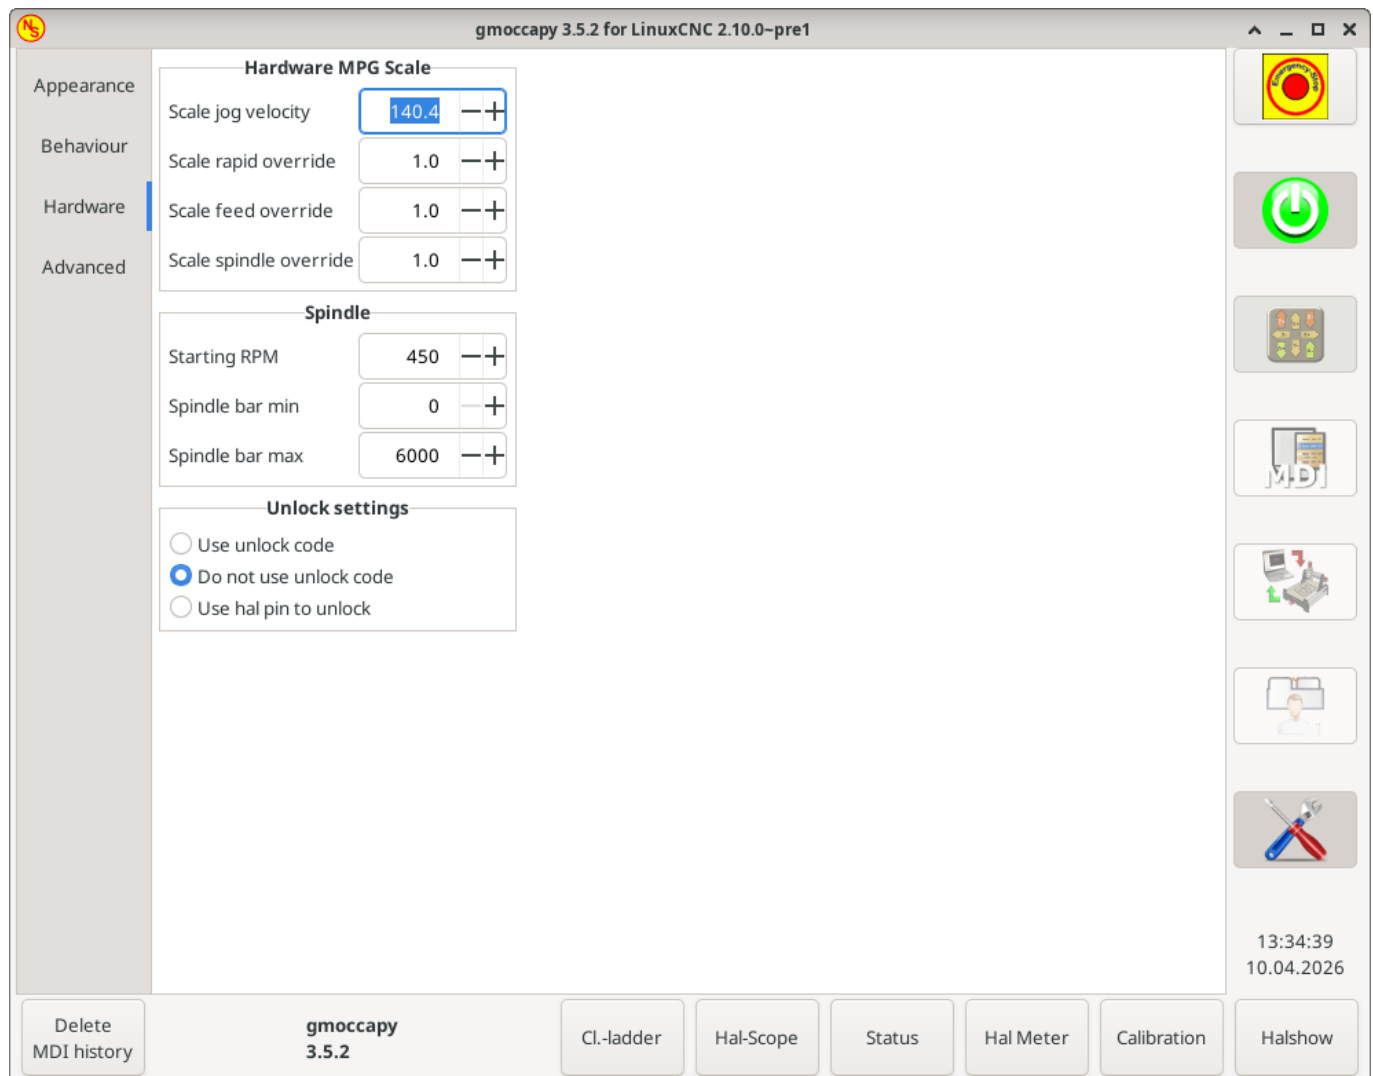 NS
gmoccapy 3.5.2 for LinuxCNC 2.10.0~pre1
Appearance
Behaviour
Hardware
Advanced
Hardware MPG Scale
Scale jog velocity 140.4
Scale rapid override 1.0
Scale feed override 1.0
Scale spindle override 1.0
Spindle
Starting RPM 450
Spindle bar min 0
Spindle bar max 6000
Unlock settings
Use unlock code
Do not use unlock code
Use hal pin to unlock
Emergency-Stop
MDI
13:34:39
10.04.2026
Delete
MDI history
gmoccapy
3.5.2
Cl.-ladder
Hal-Scope
Status
Hal Meter
Calibration
Halshow